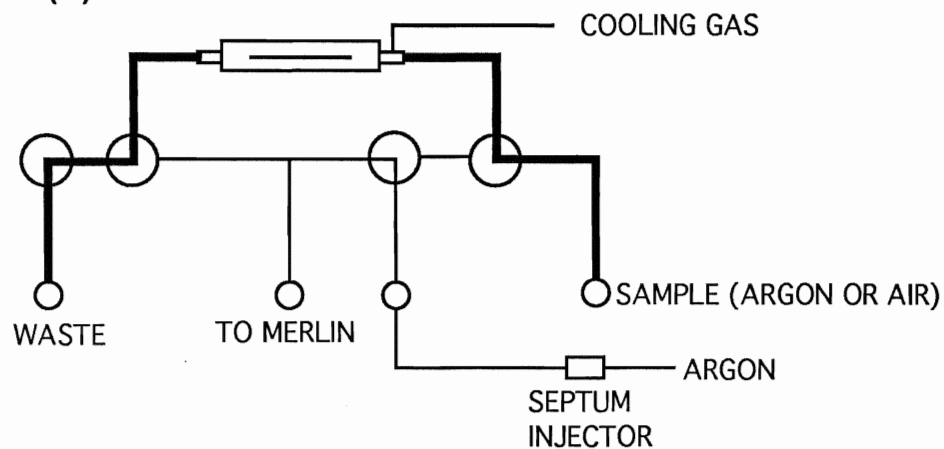 COOLING GAS
SAMPLE (ARGON OR AIR)
WASTE
TO MERLIN
ARGON
SEPTUM
INJECTOR